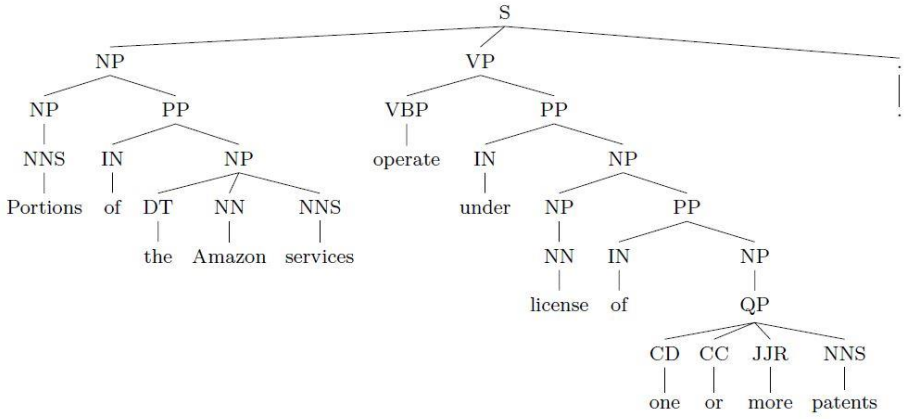 S
NP VP .
NP PP VBP PP .
NNS IN NP operate IN NP
Portions of DT NN NNS under NP PP
the Amazon services NN IN NP
license of QP
CD CC JJR NNS
one or more patents